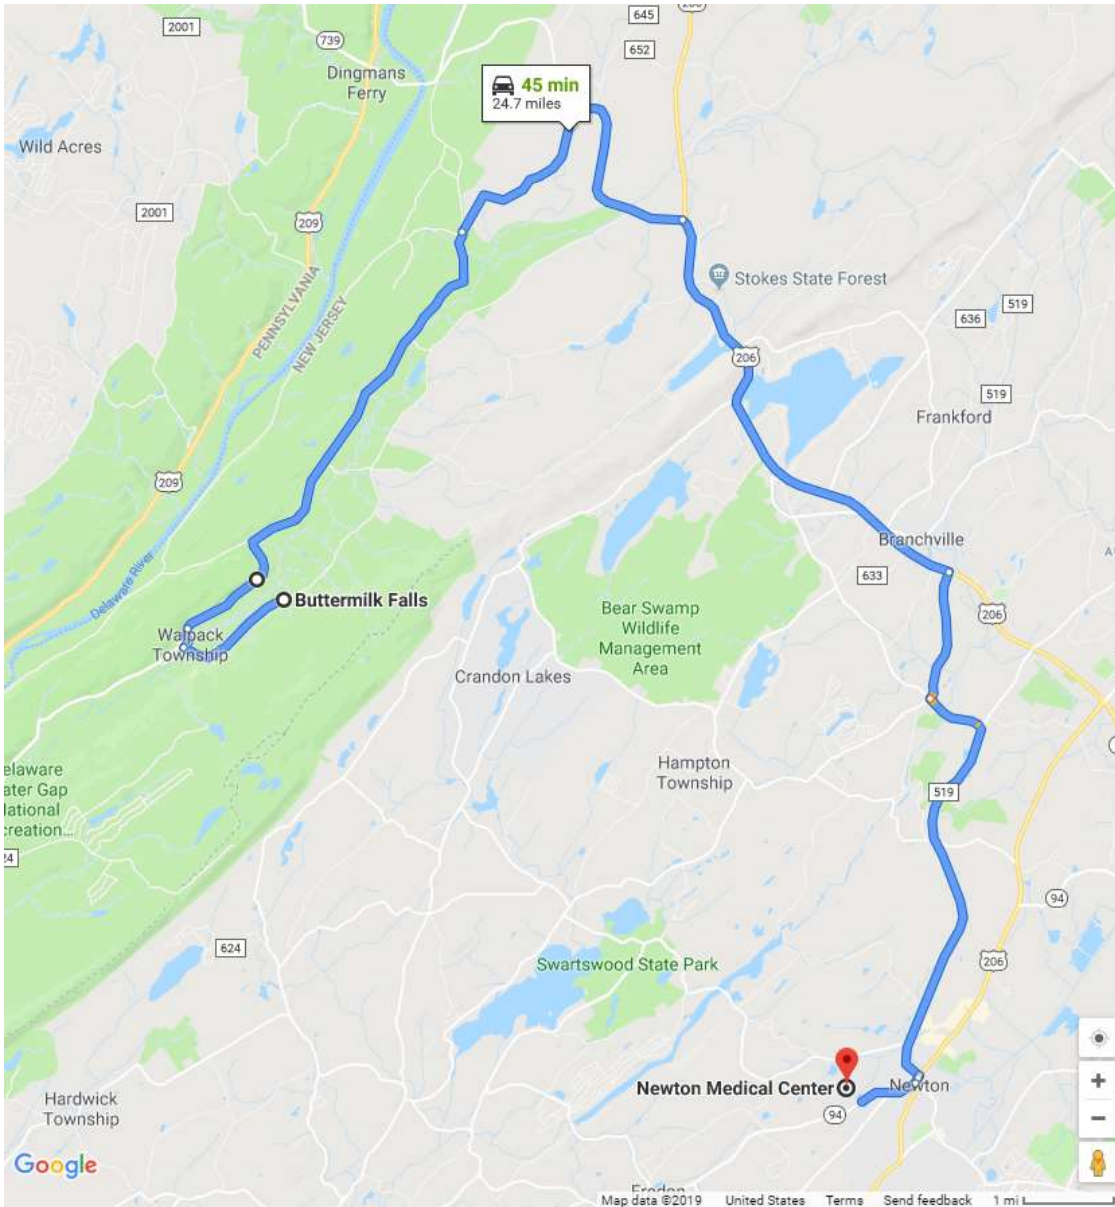 2001
739
645
652
Dingmans
Ferry
45 min
24.7 miles
Wild Acres
2001
209
PENNSYLVANIA
NEW JERSEY
Stokes State Forest
519
636
206
519
Frankford
209
Delaware River
Branchville
633
206
Buttermilk Falls
Bear Swamp
Wildlife
Management
Area
Walpack
Township
Crandon Lakes
Hampton
Township
elaware
ater Gap
lational
creation...
519
24
94
624
Swartswood State Park
206
Newton Medical Center
Newton
94
Hardwick
Township
Google
Map data ©2019 United States Terms Send feedback 1 mi